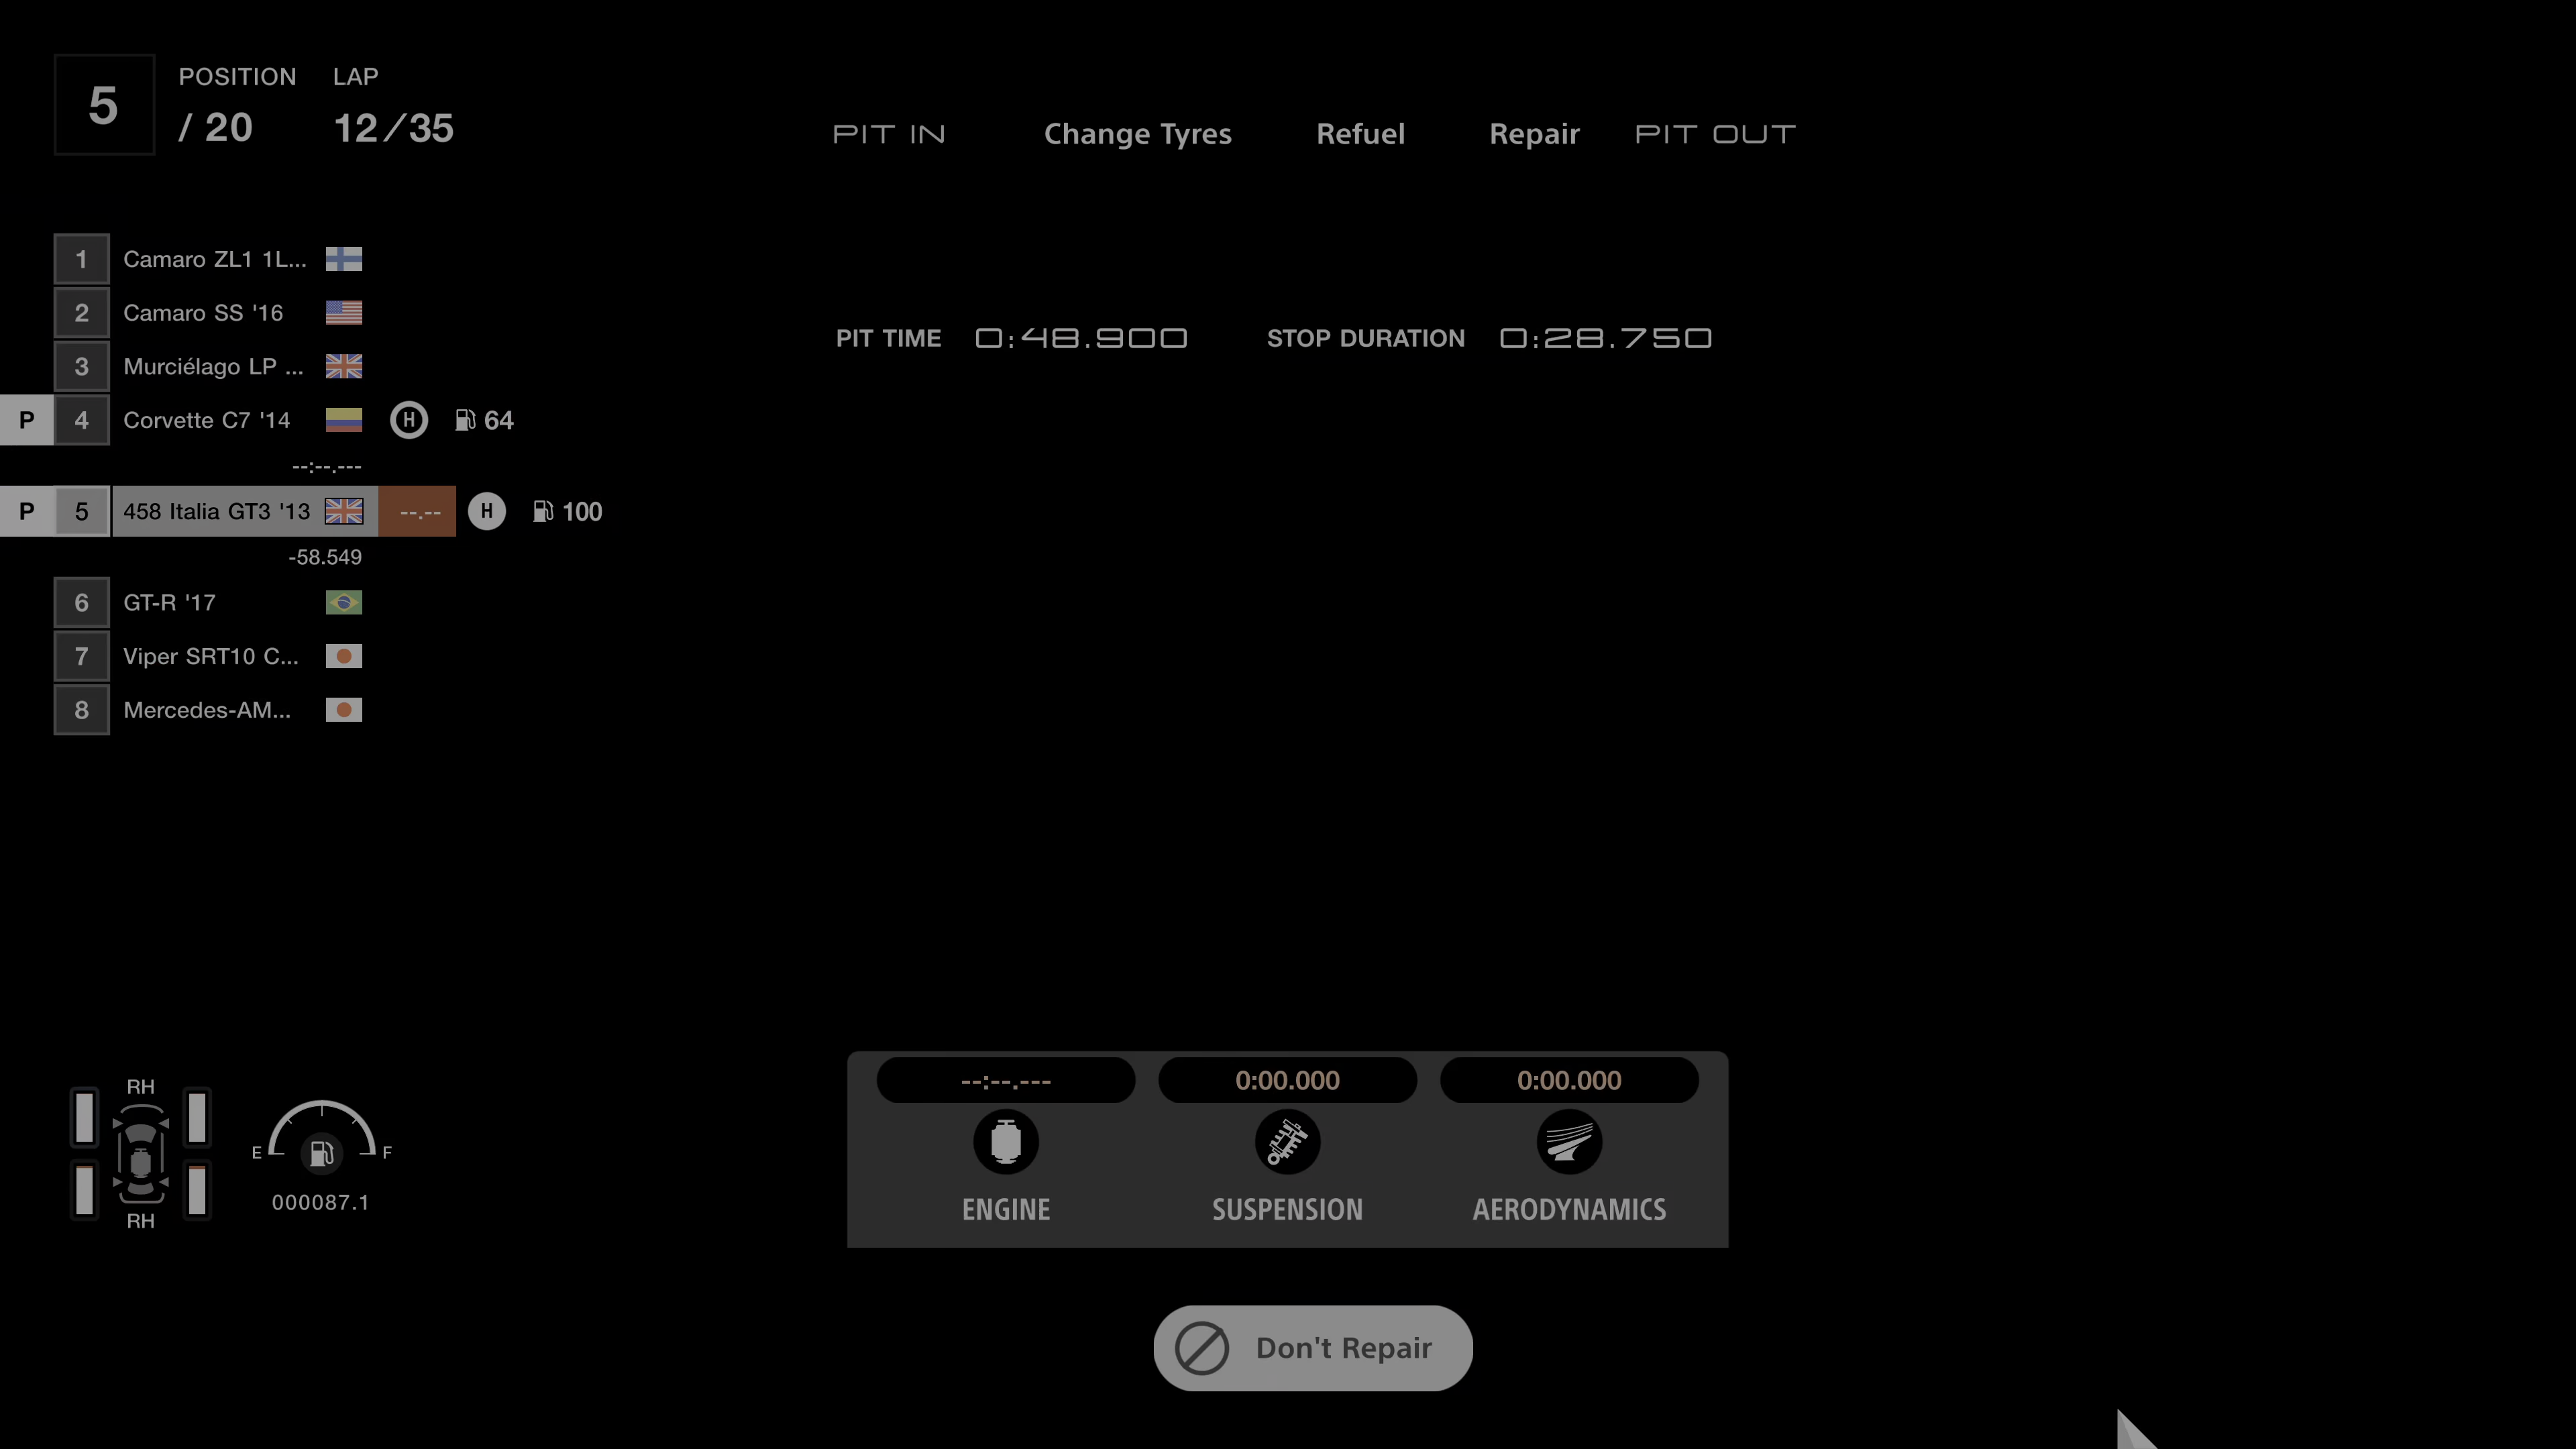 5
POSITION LAP
/ 20 12/35
PIT IN Change Tyres Refuel Repair PIT OUT
PIT TIME 0:48.900 STOP DURATION 0:28.750
1 Camaro ZL1 1L...
2 Camaro SS '16
3 Murciélago LP ...
P 4 Corvette C7 '14 H 64
--:--.---
P 5 458 Italia GT3 '13 --.-- H 100
-58.549
6 GT-R '17
7 Viper SRT10 C...
8 Mercedes-AM...
RH
E F
000087.1
RH
--:--.--- 0:00.000 0:00.000
ENGINE SUSPENSION AERODYNAMICS
Don't Repair